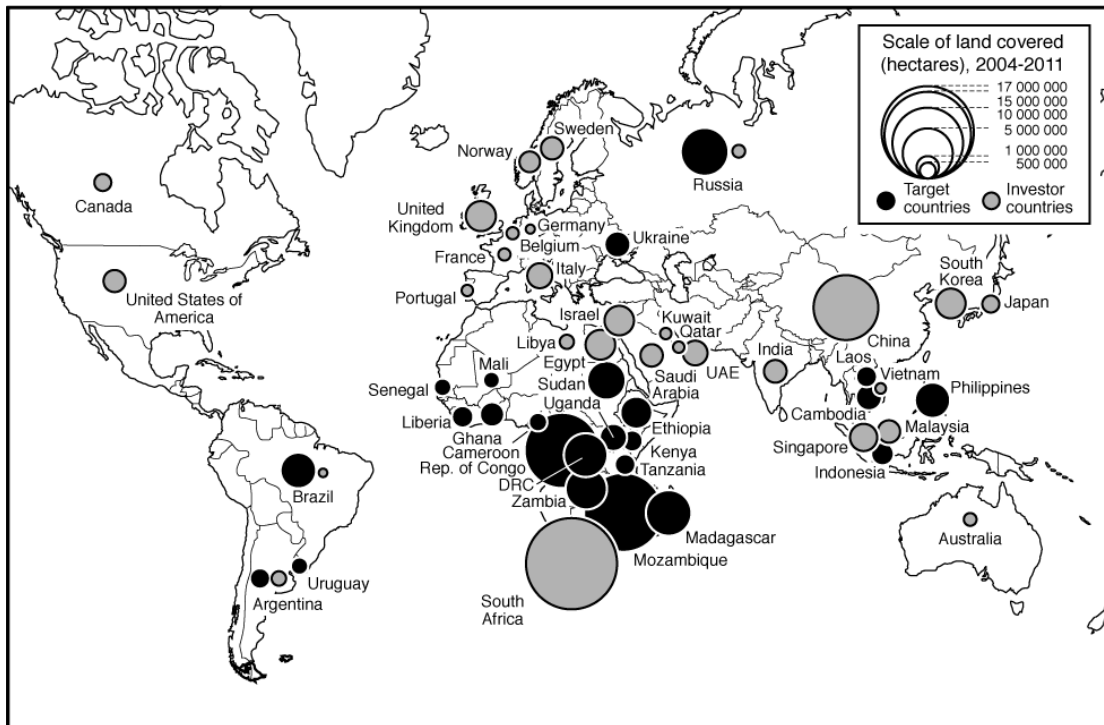 Scale of land covered
(hectares), 2004-2011
17 000 000
15 000 000
10 000 000
5 000 000
1 000 000
500 000
Target
countries
Investor
countries
Sweden
Norway
Russia
Canada
United
Kingdom
Germany
Belgium
Ukraine
France
Italy
United States of
America
Portugal
South
Korea
Japan
Israel
Kuwait
Qatar
Libya
China
Egypt
Saudi
Arabia
UAE
India
Laos
Vietnam
Mali
Senegal
Sudan
Philippines
Uganda
Liberia
Ethiopia
Cambodia
Ghana
Malaysia
Cameroon
Kenya
Singapore
Rep. of Congo
Tanzania
Indonesia
DRC
Zambia
Brazil
Madagascar
Australia
Mozambique
Uruguay
Argentina
South
Africa